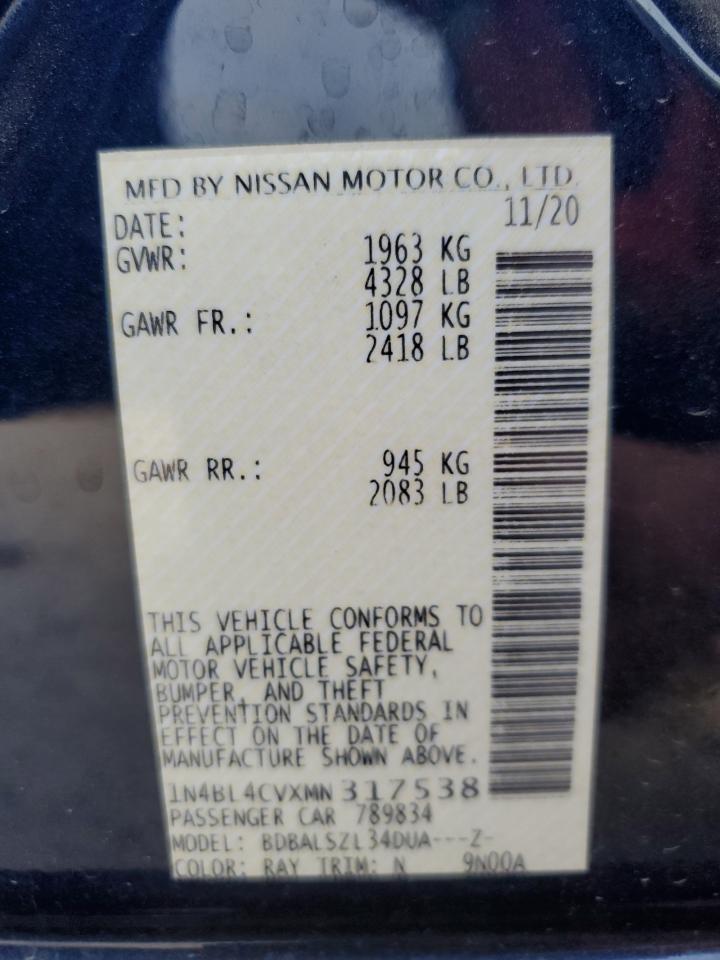 MFD BY NISSAN MOTOR CO., LTD.
DATE: 11/20
GVWR: 1963 KG
4328 LB
GAWR FR.: 1097 KG
2418 LB
GAWR RR.: 945 KG
2083 LB
THIS VEHICLE CONFORMS TO
ALL APPLICABLE FEDERAL
MOTOR VEHICLE SAFETY,
BUMPER, AND THEFT
PREVENTION STANDARDS IN
EFFECT ON THE DATE OF
MANUFACTURE SHOWN ABOVE.
1N4BL4CVXMN317538
PASSENGER CAR 789834
MODEL: BDBALSZL34DUA---Z-
COLOR: RAY TRIM: N 9N00A